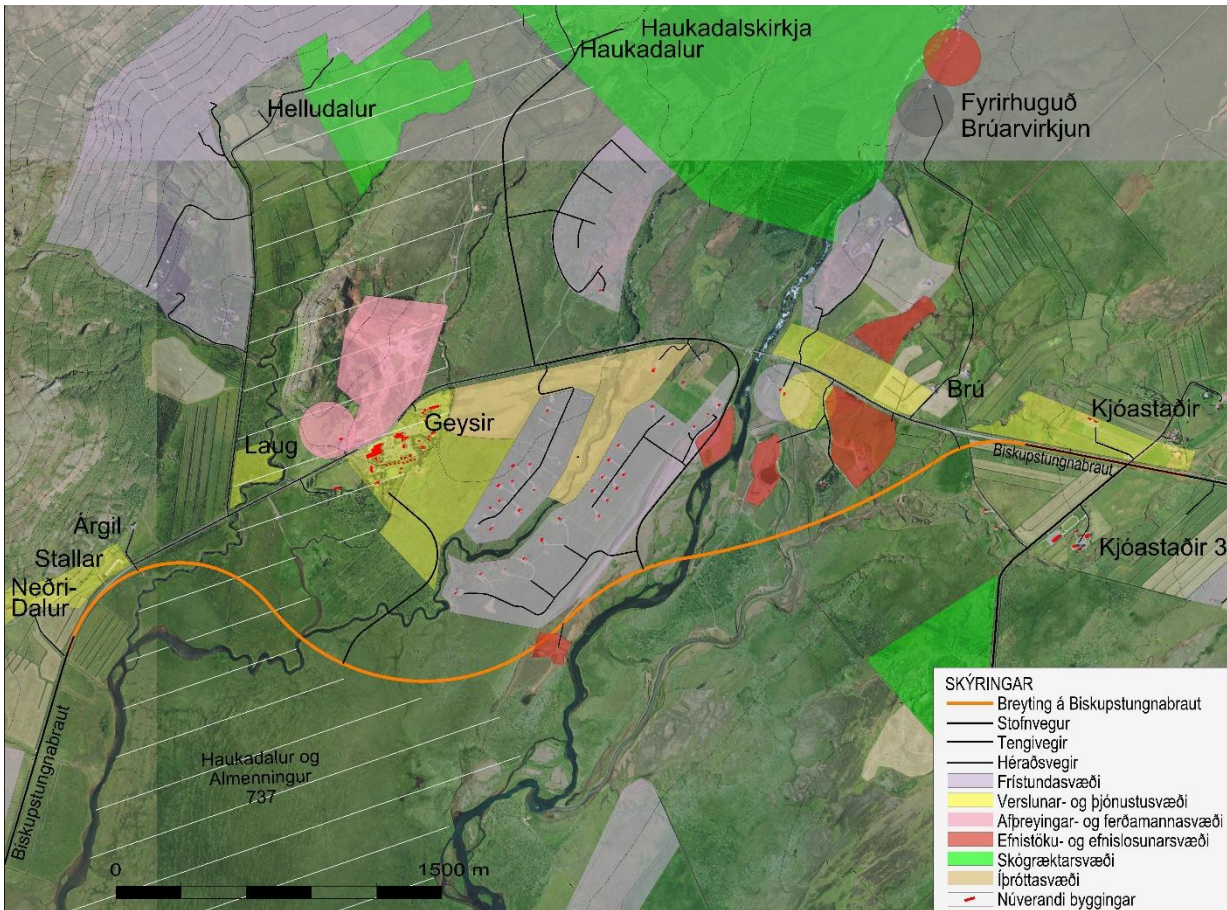 Haukadalskirkja
Haukadalur
Helludalur
Fyrirhuguð
Brúarvirkjun
Brú
Kjóastaðir
Geysir
Laug
Biskupstungnabraut
Árgil
Stallar
Neðri-
Dalur
Kjóastaðir 3
Biskupstungnabraut
Haukadalur og
Almenningur
737
0
1500 m
SKÝRINGAR
Breyting á Biskupstungnabraut
Stofnvegur
Tengivegir
Héraðsvegir
Frístundasvæði
Verslunar- og þjónustusvæði
Afþreyingar- og ferðamannasvæði
Efnistöku- og efnislosunarsvæði
Skógræktarsvæði
Íþróttasvæði
Núverandi byggingar